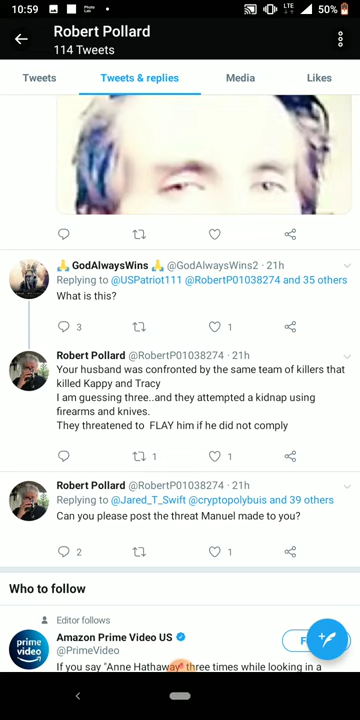 10:59
Photo Lab
LTE
50%
Robert Pollard
114 Tweets
Tweets
Tweets & replies
Media
Likes
🙏 GodAlwaysWins 🙏 @GodAlwaysWins2 · 21h
Replying to @USPatriot111 @RobertP01038274 and 35 others
What is this?
3
1
Robert Pollard @RobertP01038274 · 21h
Your husband was confronted by the same team of killers that
killed Kappy and Tracy
I am guessing three..and they attempted a kidnap using
firearms and knives.
They threatened to FLAY him if he did not comply
1
1
Robert Pollard @RobertP01038274 · 21h
Replying to @Jared_T_Swift @cryptopolybuis and 39 others
Can you please post the threat Manuel made to you?
2
1
Who to follow
Editor follows
prime video
Amazon Prime Video US
@PrimeVideo
If you say "Anne Hathaway" three times while looking in a